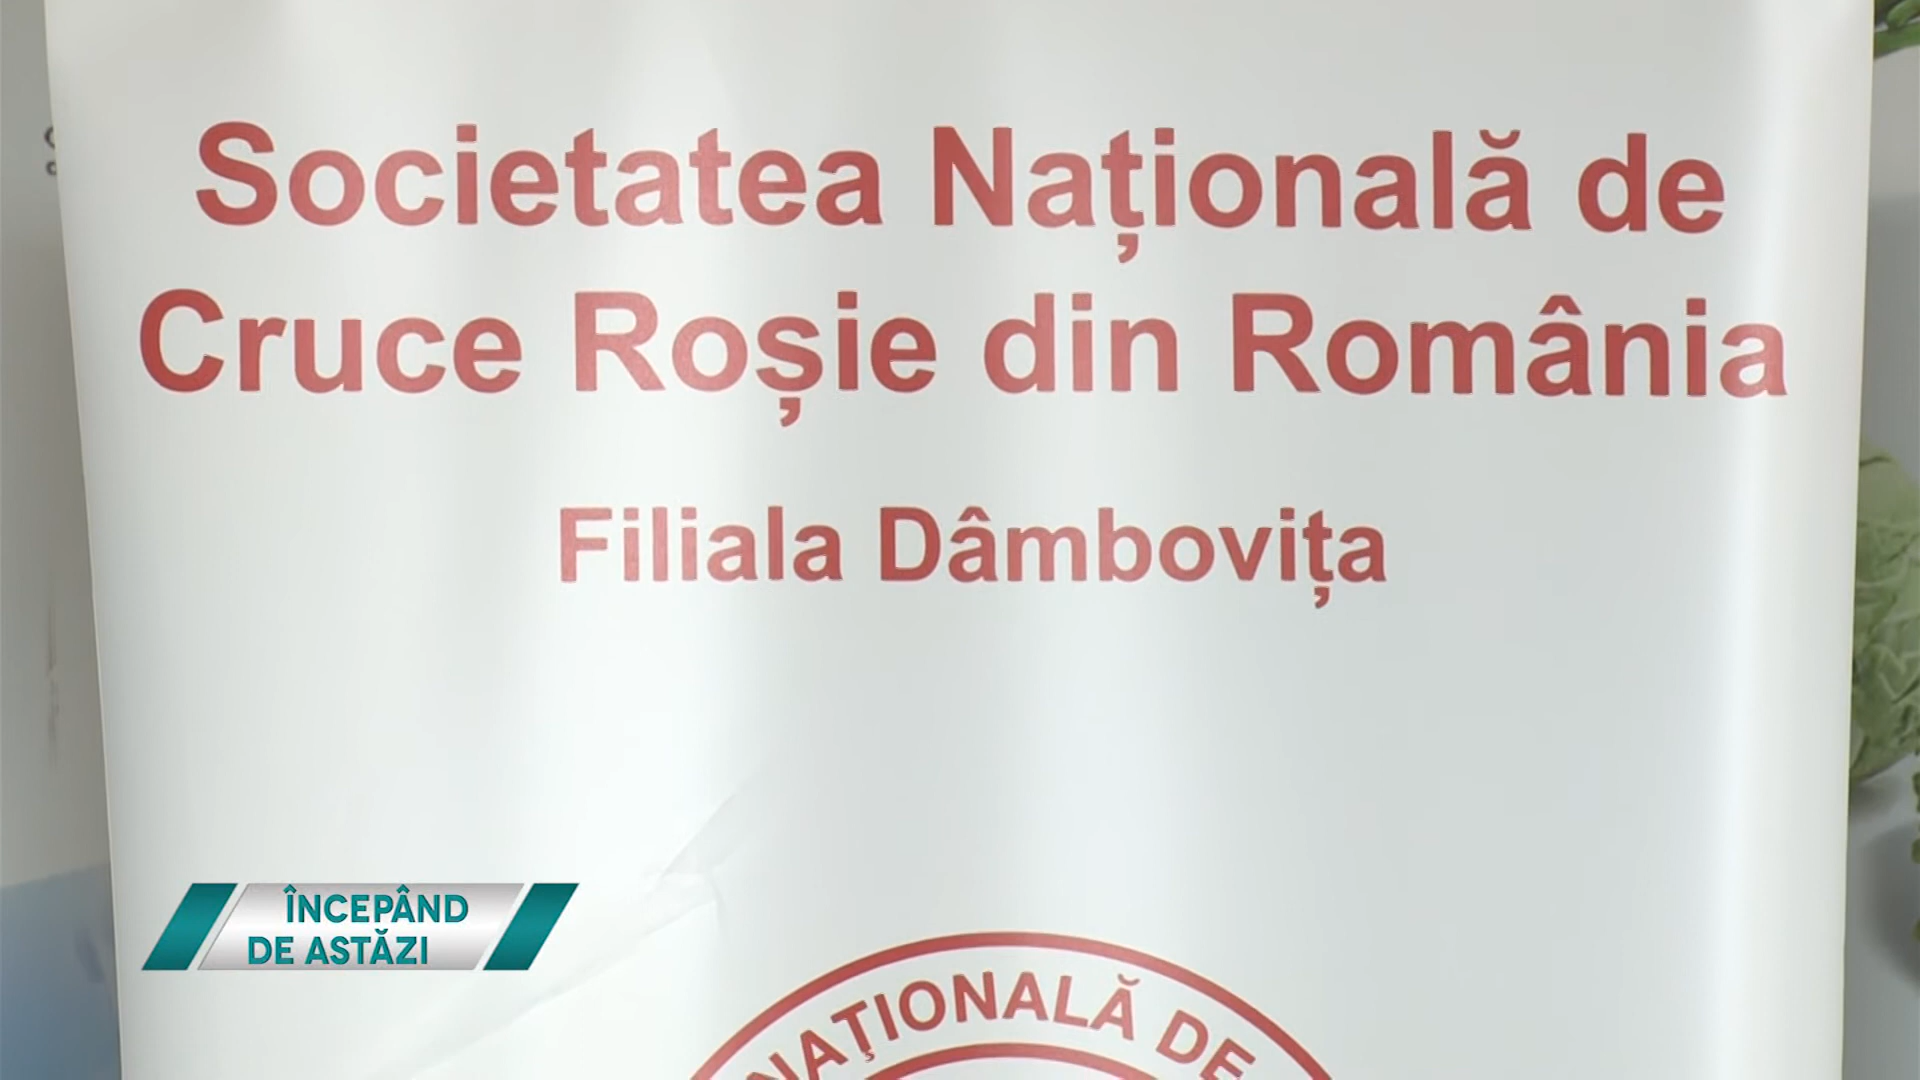 Societatea Națională de
Cruce Roșie din România
Filiala Dâmbovița
ÎNCEPÂND
DE ASTĂZI
NAȚIONALĂ DE